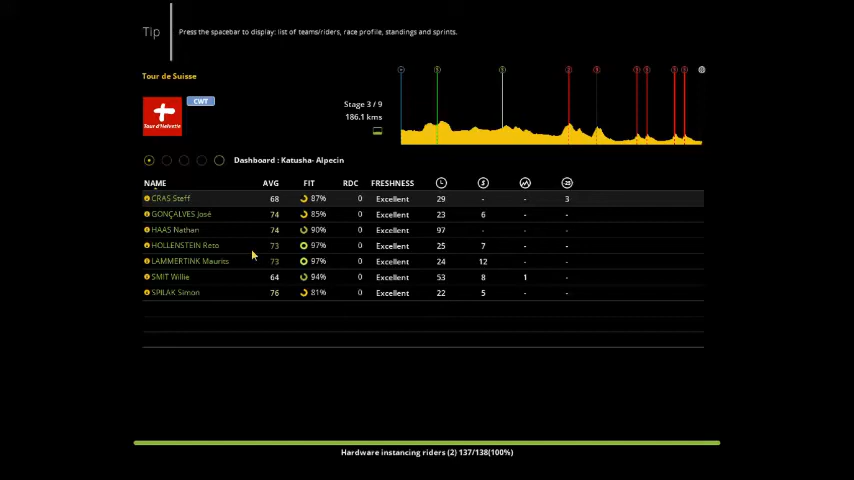 Tip
Press the spacebar to display: list of teams/riders, race profile, standings and sprints.
Tour de Suisse
CWT
Tour d'Helvetie
Stage 3 / 9
186.1 kms
Dashboard : Katusha- Alpecin
NAME AVG FIT RDC FRESHNESS
CRAS Steff 68 87% 0 Excellent 29 - - 3
GONÇALVES José 74 85% 0 Excellent 23 6 - -
HAAS Nathan 74 90% 0 Excellent 97 - - -
HOLLENSTEIN Reto 73 97% 0 Excellent 25 7 - -
LAMMERTINK Maurits 73 97% 0 Excellent 24 12 - -
SMIT Willie 64 94% 0 Excellent 53 8 1 -
SPILAK Simon 76 81% 0 Excellent 22 5 - -
Hardware instancing riders (2) 137/138(100%)